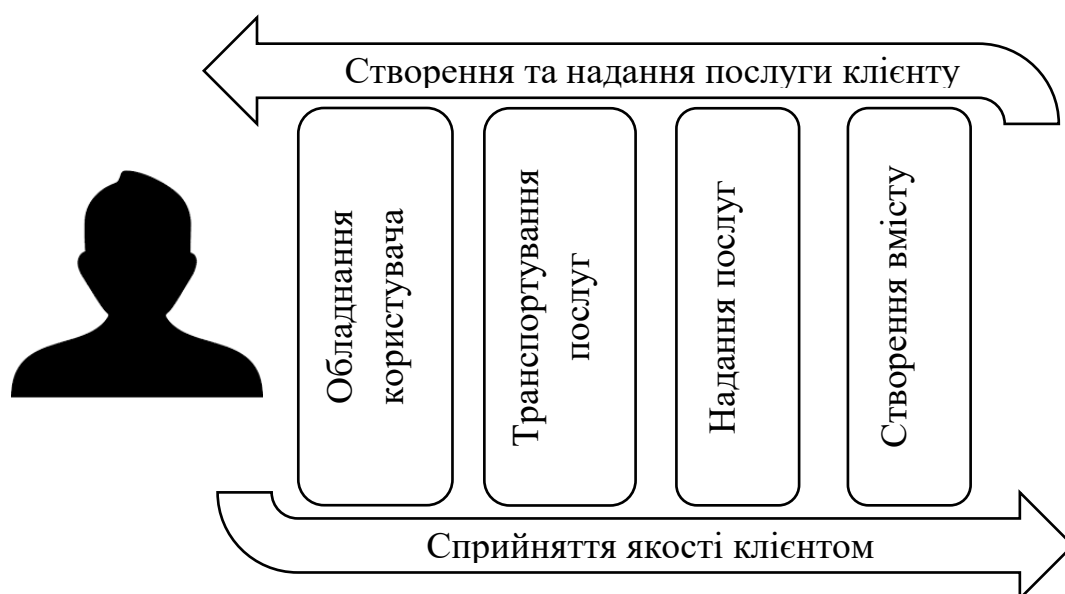 Створення та надання послуги клієнту
Обладнання
користувача
Транспортування
послуг
Надання послуг
Створення вмісту
Сприйняття якості клієнтом